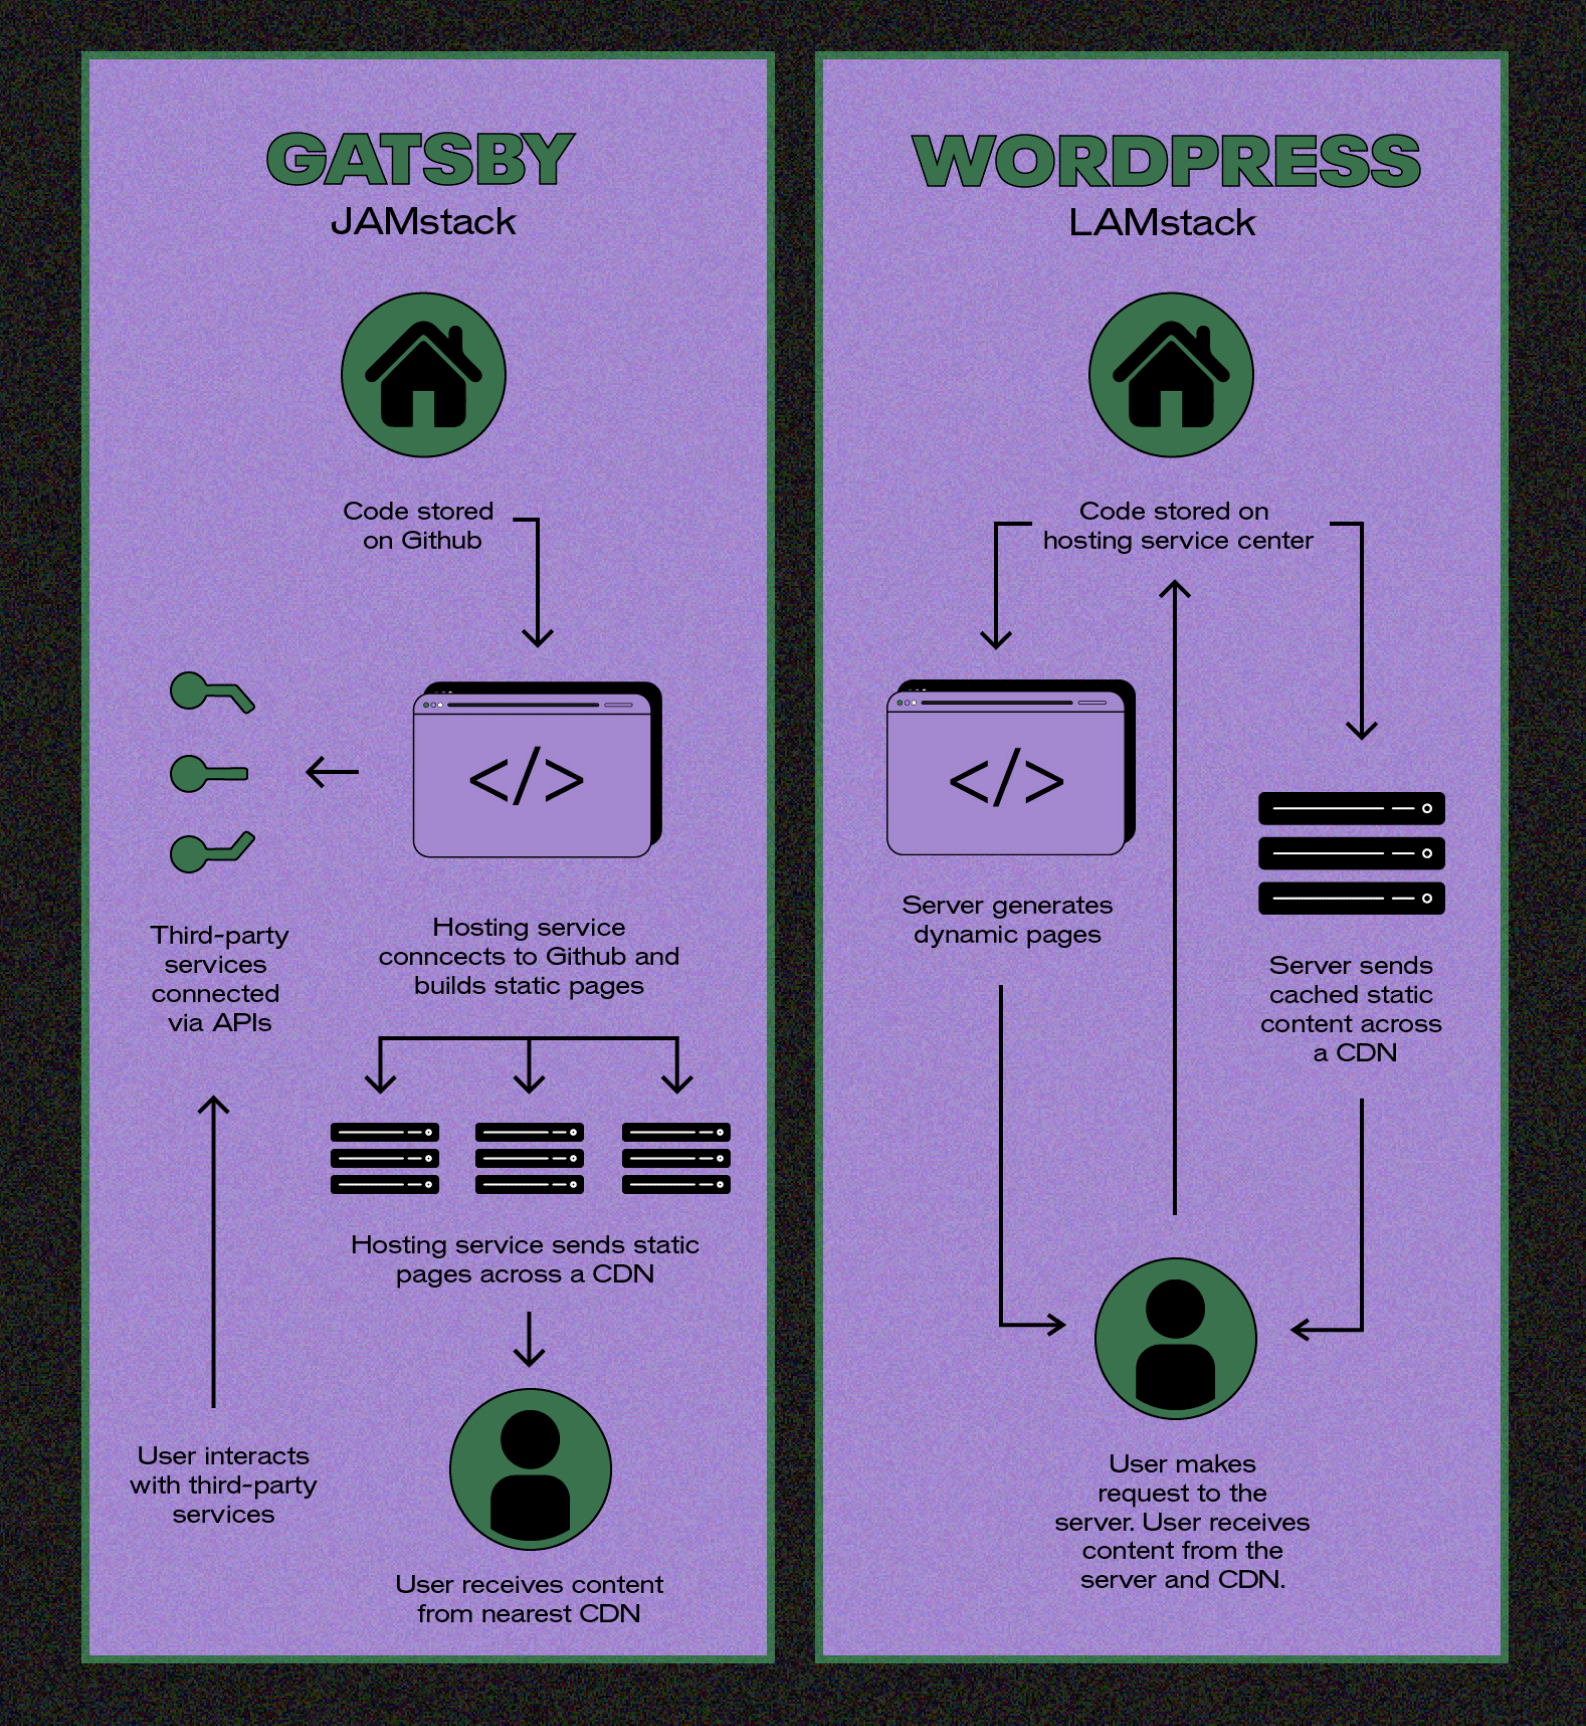 GATSBY
JAMstack
Code stored
on Github
Third-party
services
connected
via APIs
</>
Hosting service
conncects to Github and
builds static pages
Hosting service sends static
pages across a CDN
User interacts
with third-party
services
User receives content
from nearest CDN
WORDPRESS
LAMstack
Code stored on
hosting service center
</>
Server generates
dynamic pages
Server sends
cached static
content across
a CDN
User makes
request to the
server. User receives
content from the
server and CDN.